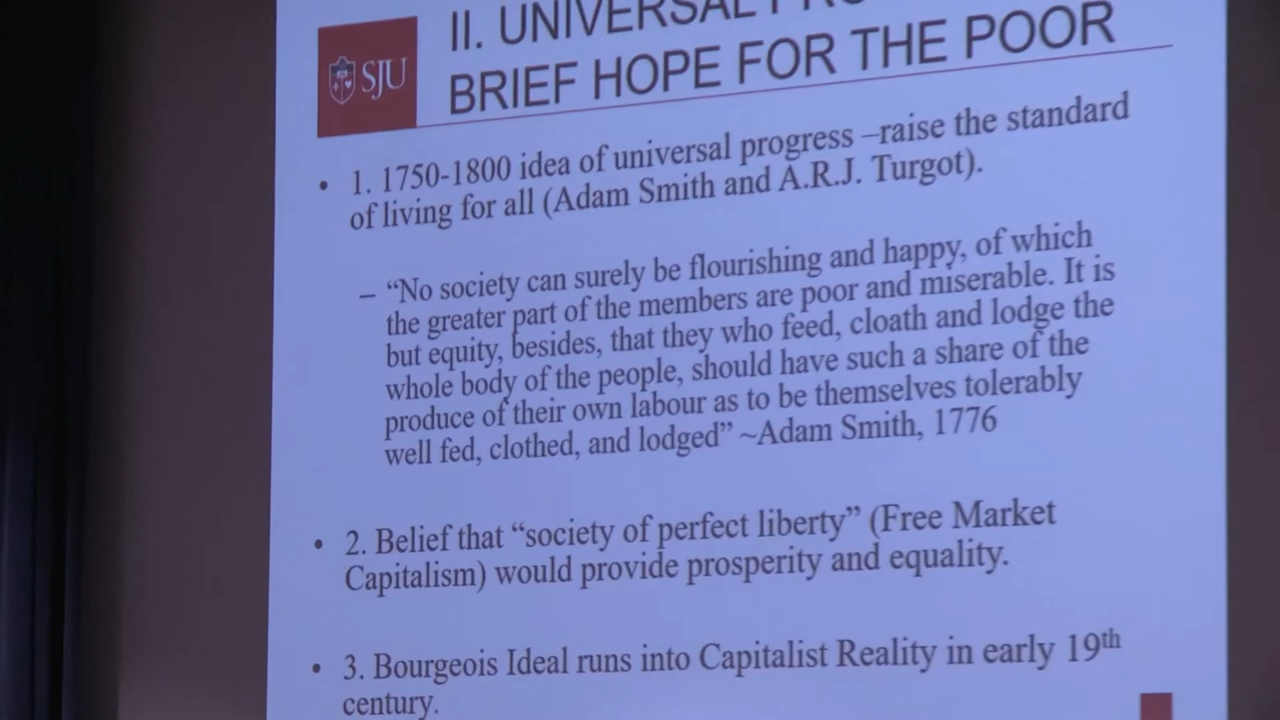 SJU
II. UNIVERSAL
BRIEF HOPE FOR THE POOR
• 1. 1750-1800 idea of universal progress –raise the standard
of living for all (Adam Smith and A.R.J. Turgot).
– “No society can surely be flourishing and happy, of which
the greater part of the members are poor and miserable. It is
but equity, besides, that they who feed, cloath and lodge the
whole body of the people, should have such a share of the
produce of their own labour as to be themselves tolerably
well fed, clothed, and lodged” ~Adam Smith, 1776
• 2. Belief that “society of perfect liberty” (Free Market
Capitalism) would provide prosperity and equality.
• 3. Bourgeois Ideal runs into Capitalist Reality in early 19th
century.